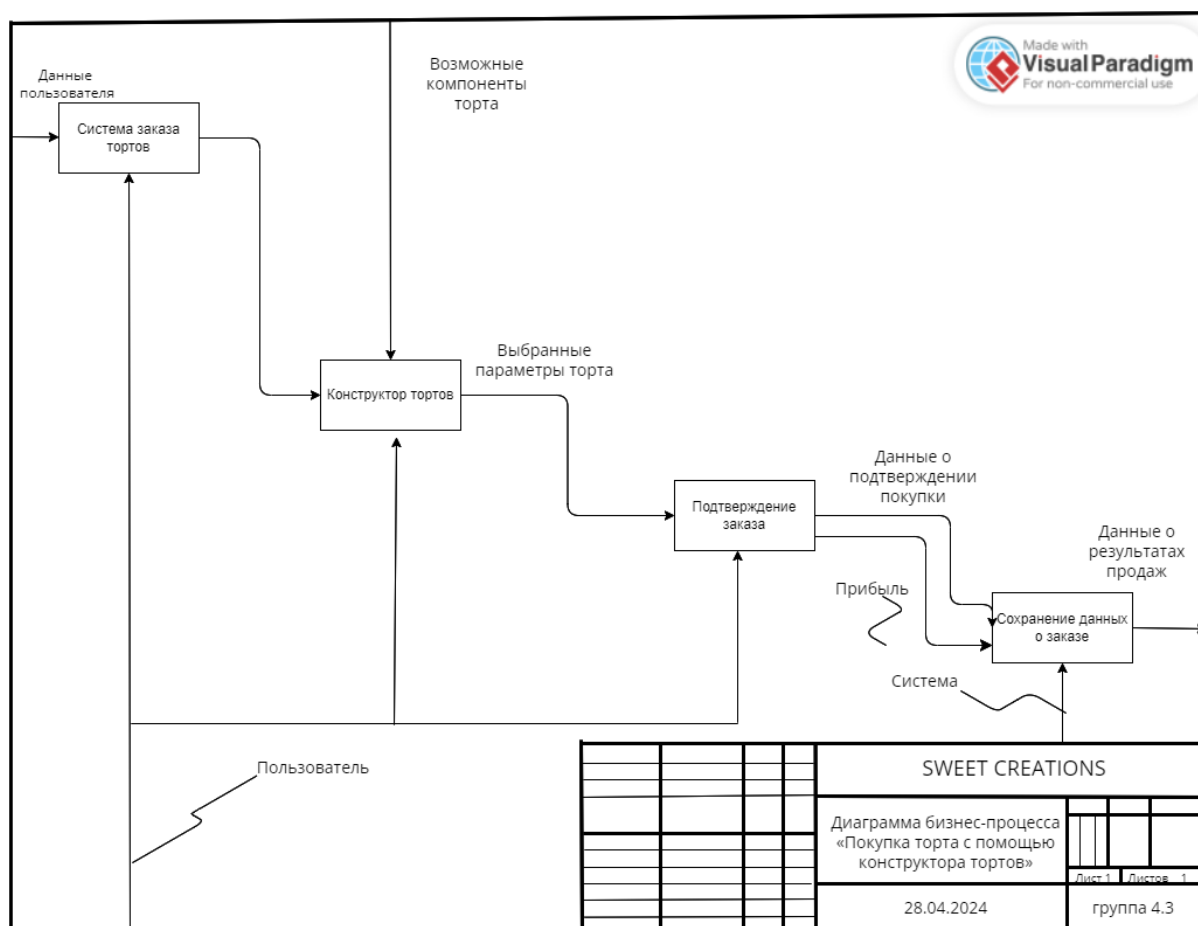 Made with
VisualParadigm
For non-commercial use
Данные
пользователя
Возможные
компоненты
торта
Система заказа
тортов
Выбранные
параметры торта
Конструктор тортов
Данные о
подтверждении
покупки
Подтверждение
заказа
Данные о
результатах
продаж
Прибыль
Сохранение данных
о заказе
Система
Пользователь
SWEET CREATIONS
Диаграмма бизнес-процесса
«Покупка торта с помощью
конструктора тортов»
Лист 1 Листов 1
28.04.2024
группа 4.3